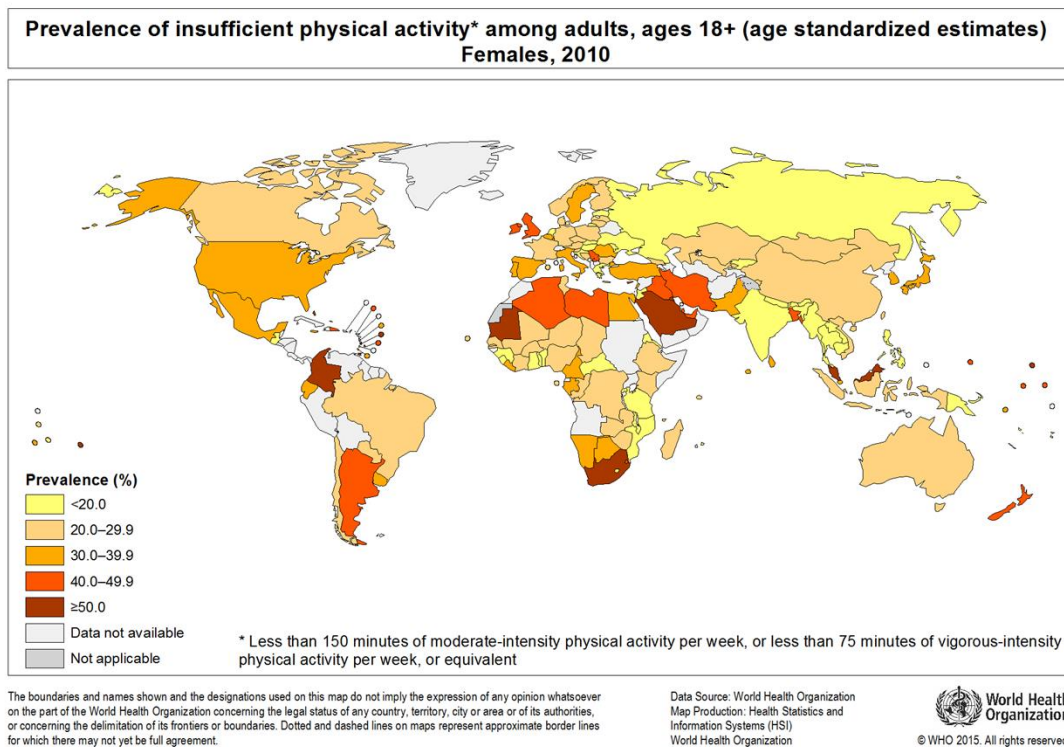 Prevalence of insufficient physical activity* among adults, ages 18+ (age standardized estimates)
Females, 2010
Prevalence (%)
<20.0
20.0–29.9
30.0–39.9
40.0–49.9
≥50.0
Data not available
Not applicable
* Less than 150 minutes of moderate-intensity physical activity per week, or less than 75 minutes of vigorous-intensity
physical activity per week, or equivalent
The boundaries and names shown and the designations used on this map do not imply the expression of any opinion whatsoever
on the part of the World Health Organization concerning the legal status of any country, territory, city or area or of its authorities,
or concerning the delimitation of its frontiers or boundaries. Dotted and dashed lines on maps represent approximate border lines
for which there may not yet be full agreement.
Data Source: World Health Organization
Map Production: Health Statistics and
Information Systems (HSI)
World Health Organization
World Health
Organization
© WHO 2015. All rights reserved